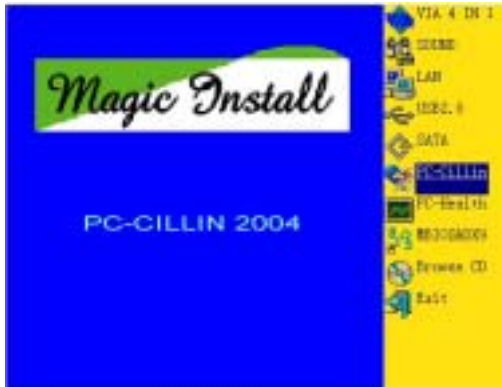 Magic Install
PC-CILLIN 2004
VIA 4 IN 1
SOUND
LAN
USB2.0
SATA
PC-Cillin
PC-Health
Browse CD
Exit